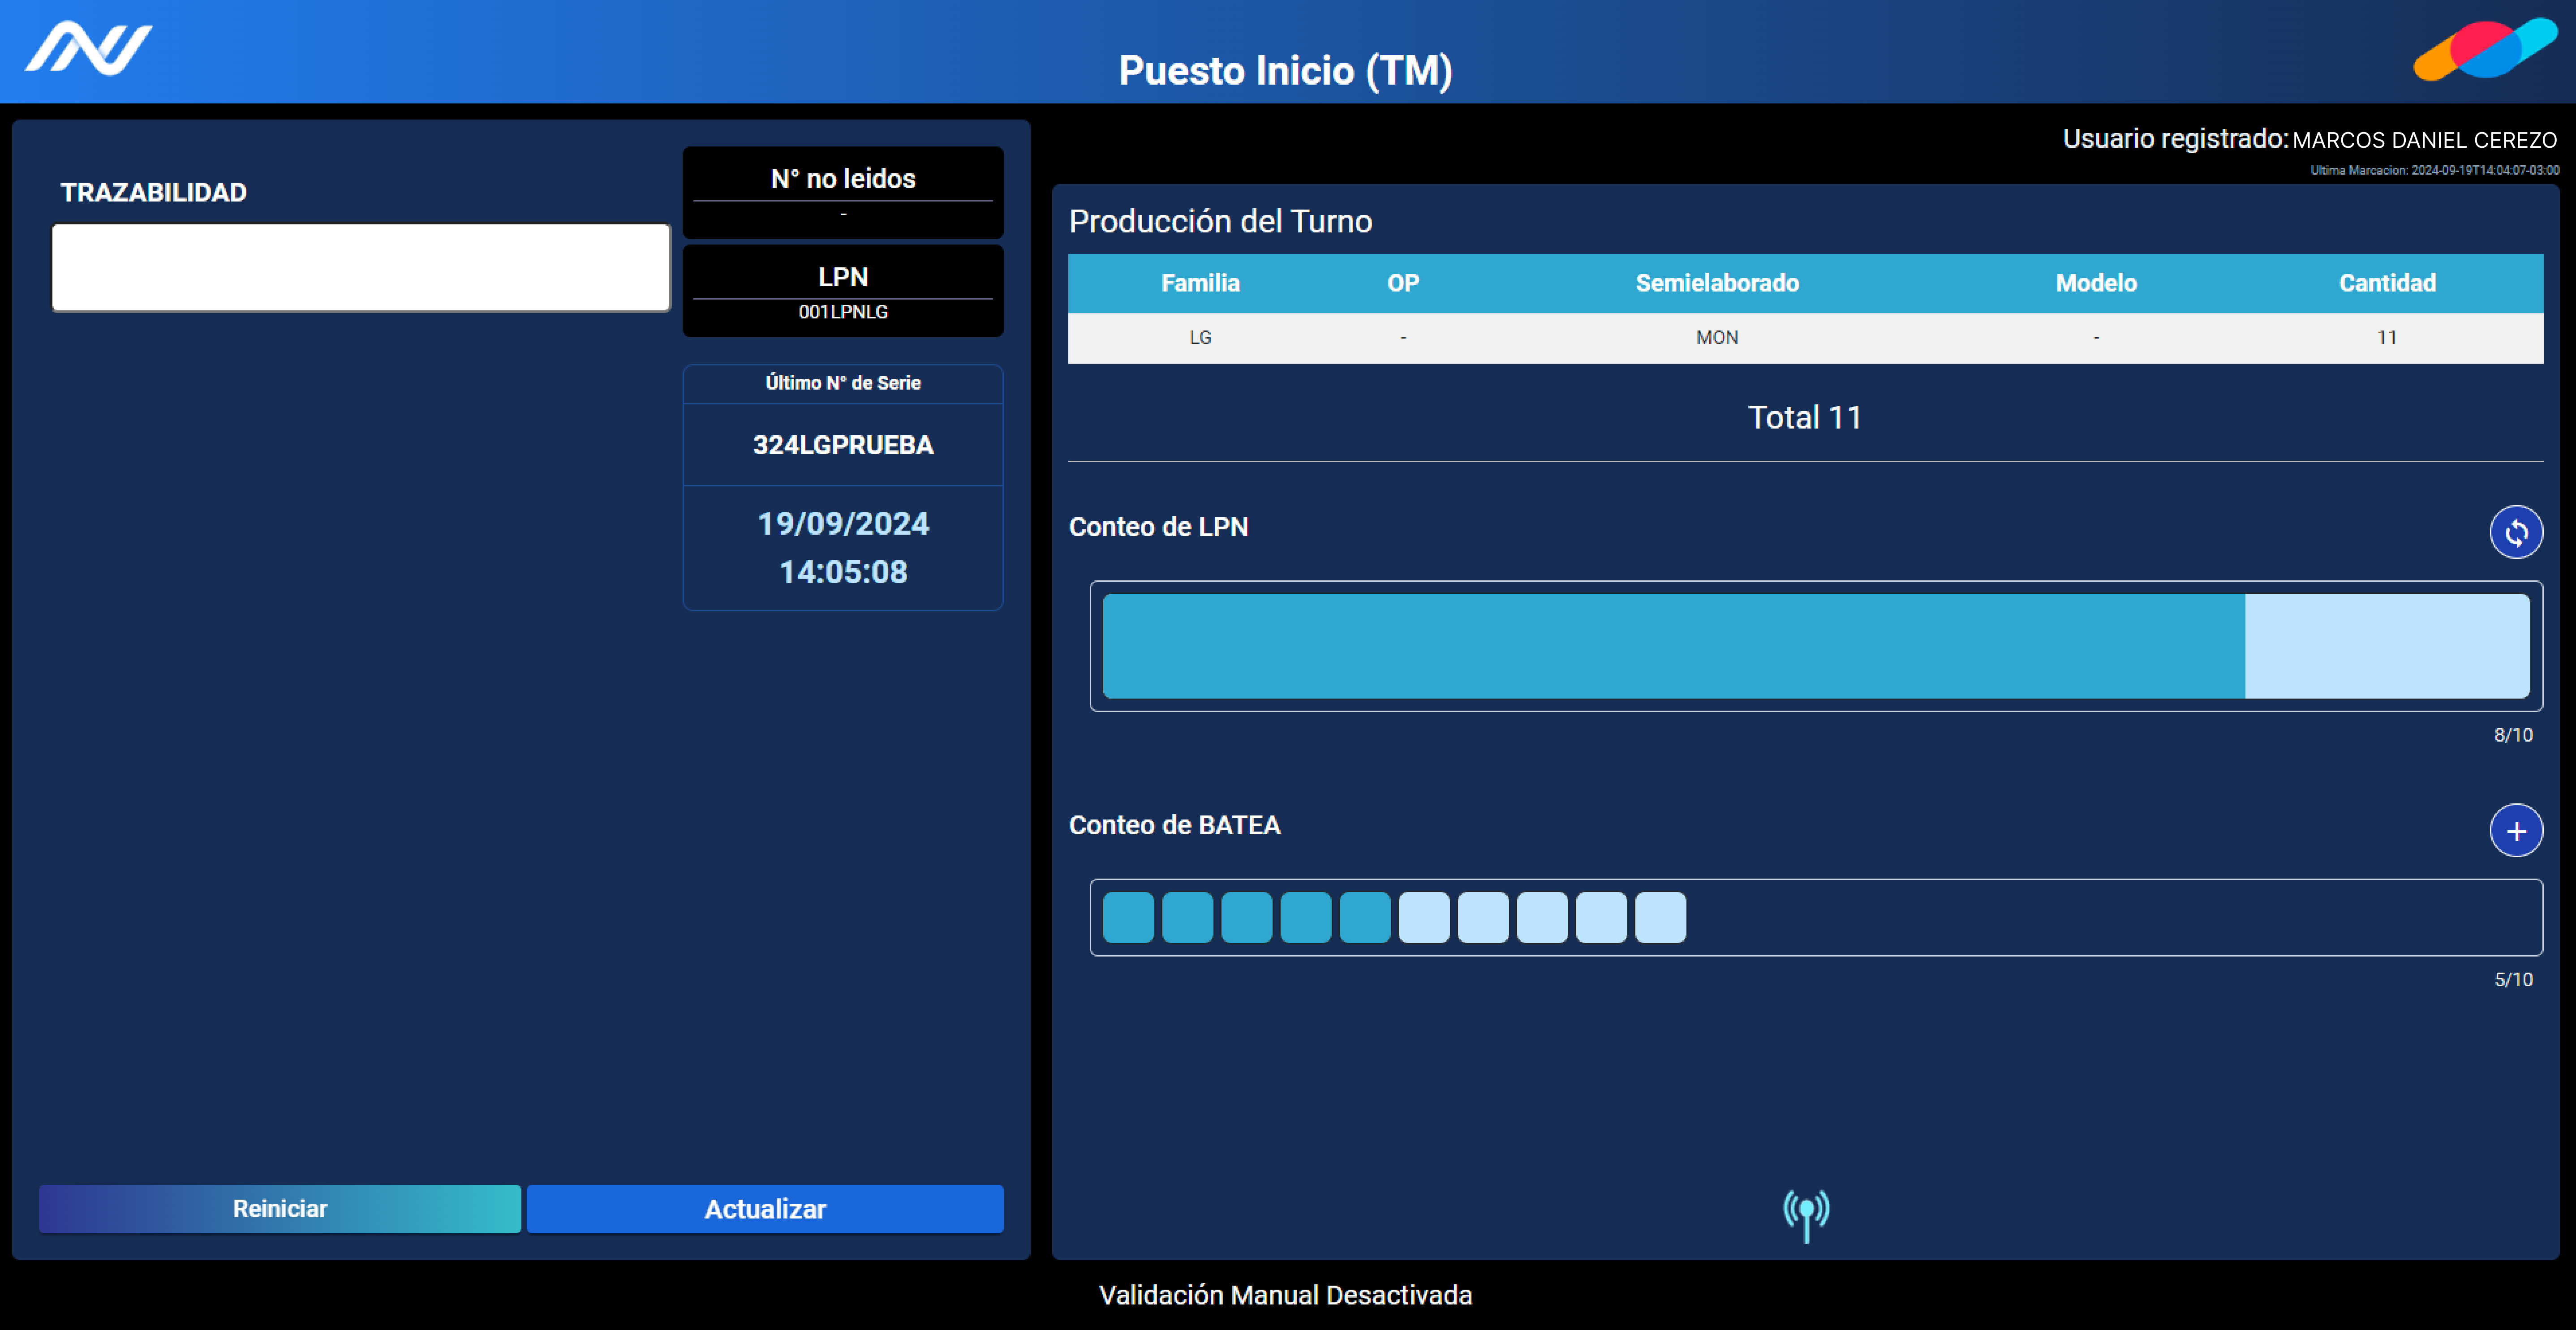 Puesto Inicio (TM)
TRAZABILIDAD
N° no leidos
-
LPN
001LPNLG
Último N° de Serie
324LGPRUEBA
19/09/2024
14:05:08
Reiniciar
Actualizar
Usuario registrado: MARCOS DANIEL CEREZO
Ultima Marcacion: 2024-09-19T14:04:07-03:00
Producción del Turno
Familia OP Semielaborado Modelo Cantidad
LG - MON - 11
Total 11
Conteo de LPN
8/10
Conteo de BATEA
+
5/10
Validación Manual Desactivada